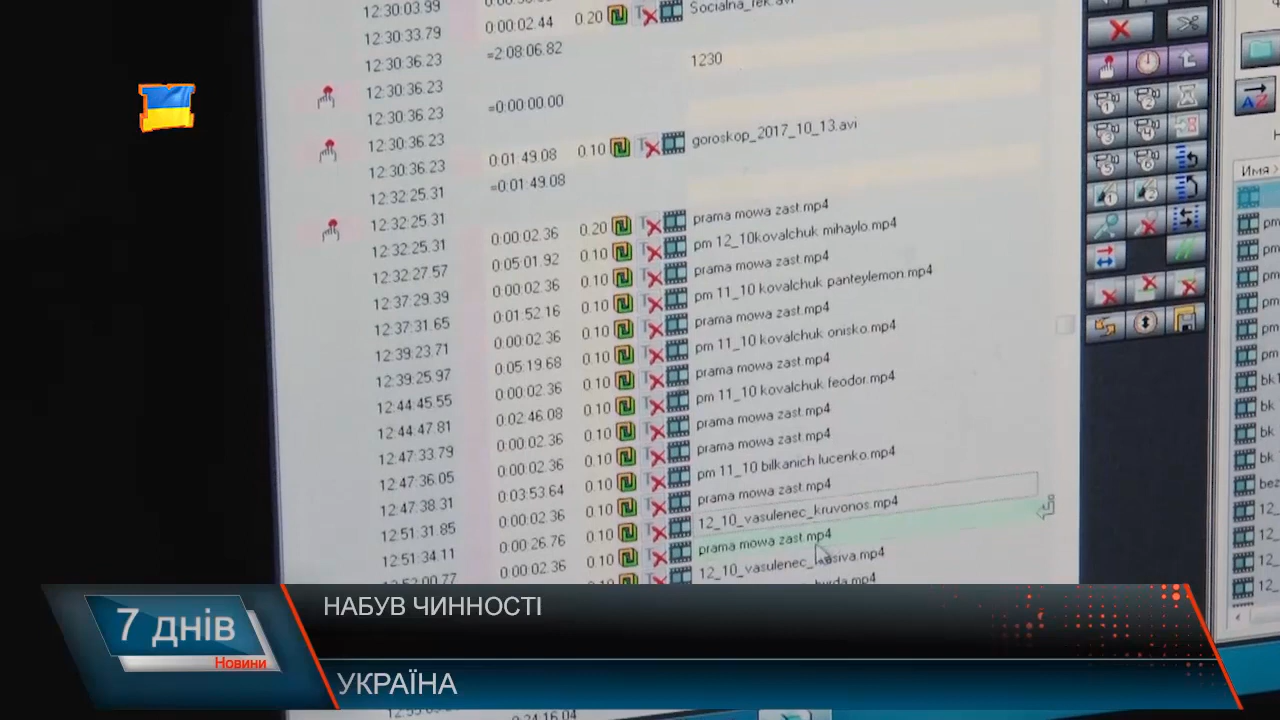 12:30:03.99
12:30:33.79 0:00:02.44 0.20 Socialna_rek.avi
12:30:36.23 =2:08:06.82
12:30:36.23 1230
12:30:36.23 =0:00:00.00
12:30:36.23
12:30:36.23 0:01:49.08 0.10 goroskop_2017_10_13.avi
12:32:25.31 =0:01:49.08
12:32:25.31
12:32:25.31 0:00:02.36 0.20 prama mowa zast.mp4
12:32:27.57 0:05:01.92 0.10 pm 12_10kovalchuk mihaylo.mp4
12:37:29.39 0:00:02.36 0.10 prama mowa zast.mp4
12:37:31.65 0:01:52.16 0.10 pm 11_10 kovalchuk panteylemon.mp4
12:39:23.71 0:00:02.36 0.10 prama mowa zast.mp4
12:39:25.97 0:05:19.68 0.10 pm 11_10 kovalchuk onisko.mp4
12:44:45.55 0:00:02.36 0.10 prama mowa zast.mp4
12:44:47.81 0:02:46.08 0.10 pm 11_10 kovalchuk feodor.mp4
12:47:33.79 0:00:02.36 0.10 prama mowa zast.mp4
12:47:36.05 0:00:02.36 0.10 prama mowa zast.mp4
12:47:38.31 0:03:53.64 0.10 pm 11_10 bilkanich lucenko.mp4
12:51:31.85 0:00:02.36 0.10 prama mowa zast.mp4
12:51:34.11 0:00:26.76 0.10 12_10_vasulenec_kruvonos.mp4
0:00:02.36 0.10 prama mowa zast.mp4
Имя
7 днів
Новини
НАБУВ ЧИННОСТІ
УКРАЇНА